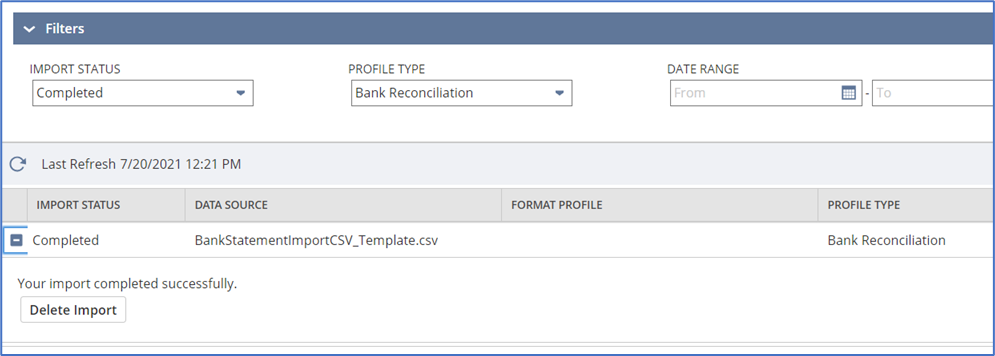 Filters
IMPORT STATUS PROFILE TYPE DATE RANGE
Completed Bank Reconciliation From - To
Last Refresh 7/20/2021 12:21 PM
IMPORT STATUS DATA SOURCE FORMAT PROFILE PROFILE TYPE
Completed BankStatementImportCSV_Template.csv Bank Reconciliation
Your import completed successfully.
Delete Import